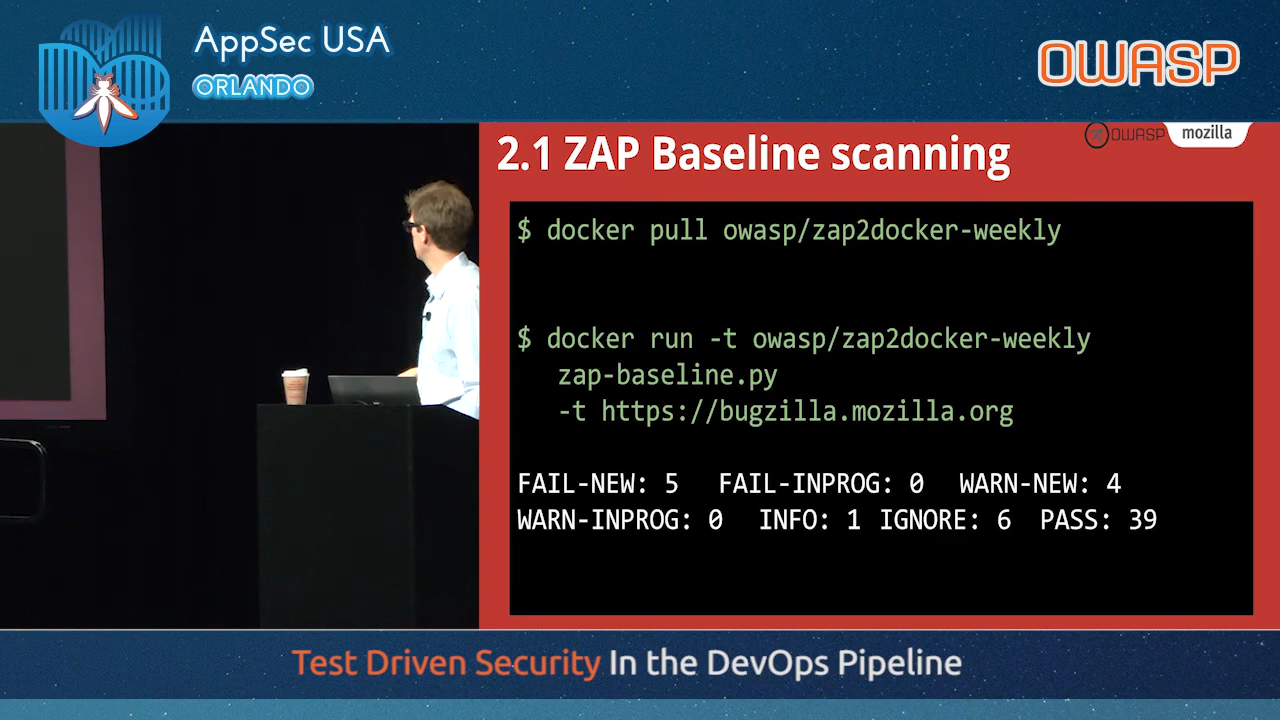 AppSec USA
ORLANDO
OWASP
OWASP mozilla
2.1 ZAP Baseline scanning
$ docker pull owasp/zap2docker-weekly
$ docker run -t owasp/zap2docker-weekly
zap-baseline.py
-t https://bugzilla.mozilla.org
FAIL-NEW: 5 FAIL-INPROG: 0 WARN-NEW: 4
WARN-INPROG: 0 INFO: 1 IGNORE: 6 PASS: 39
Test Driven Security In the DevOps Pipeline